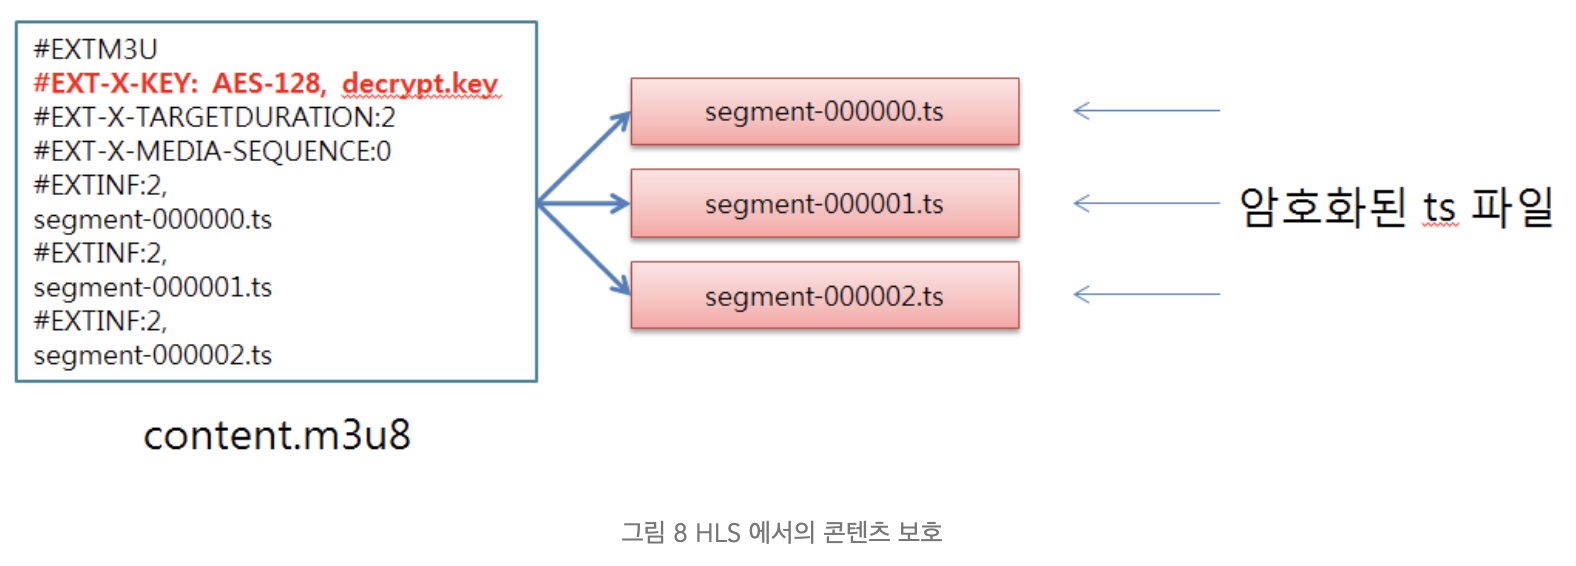 #EXTM3U
#EXT-X-KEY: AES-128, decrypt.key
#EXT-X-TARGETDURATION:2
#EXT-X-MEDIA-SEQUENCE:0
#EXTINF:2,
segment-000000.ts
#EXTINF:2,
segment-000001.ts
#EXTINF:2,
segment-000002.ts
content.m3u8
segment-000000.ts
segment-000001.ts
segment-000002.ts
암호화된 ts 파일
그림 8 HLS 에서의 콘텐츠 보호